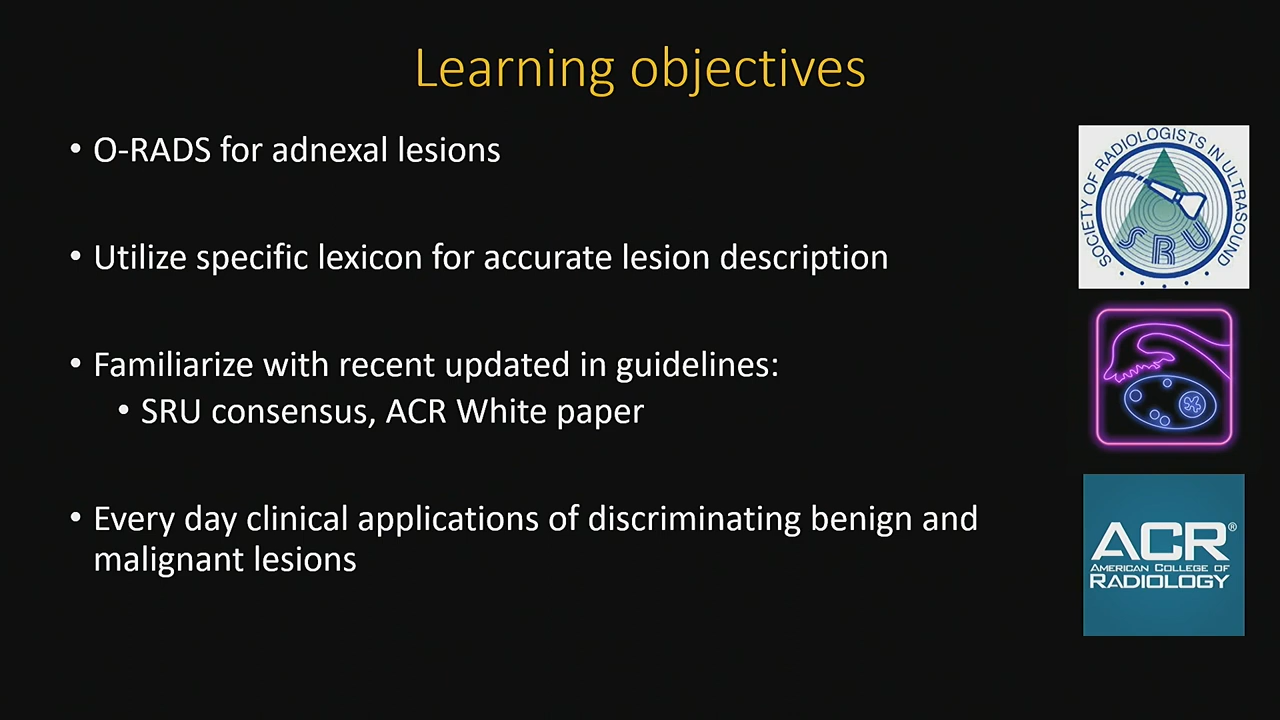 Learning objectives
• O-RADS for adnexal lesions
• Utilize specific lexicon for accurate lesion description
• Familiarize with recent updated in guidelines:
• SRU consensus, ACR White paper
• Every day clinical applications of discriminating benign and
malignant lesions
SOCIETY OF RADIOLOGISTS IN ULTRASOUND
SRU
ACR®
AMERICAN COLLEGE OF
RADIOLOGY